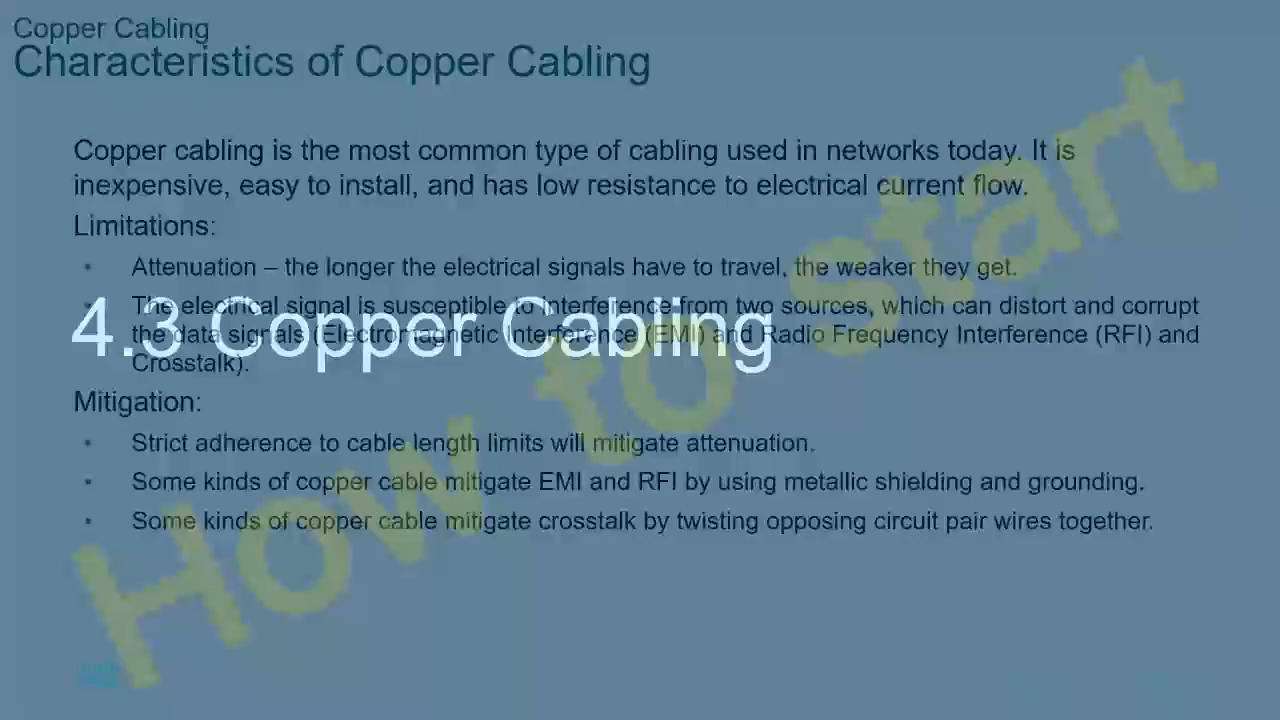 Copper Cabling
Characteristics of Copper Cabling
Copper cabling is the most common type of cabling used in networks today. It is
inexpensive, easy to install, and has low resistance to electrical current flow.
Limitations:
• Attenuation – the longer the electrical signals have to travel, the weaker they get.
• The electrical signal is susceptible to interference from two sources, which can distort and corrupt
the data signals (Electromagnetic Interference (EMI) and Radio Frequency Interference (RFI) and
Crosstalk).
4.3 Copper Cabling
Mitigation:
• Strict adherence to cable length limits will mitigate attenuation.
• Some kinds of copper cable mitigate EMI and RFI by using metallic shielding and grounding.
• Some kinds of copper cable mitigate crosstalk by twisting opposing circuit pair wires together.
How to start